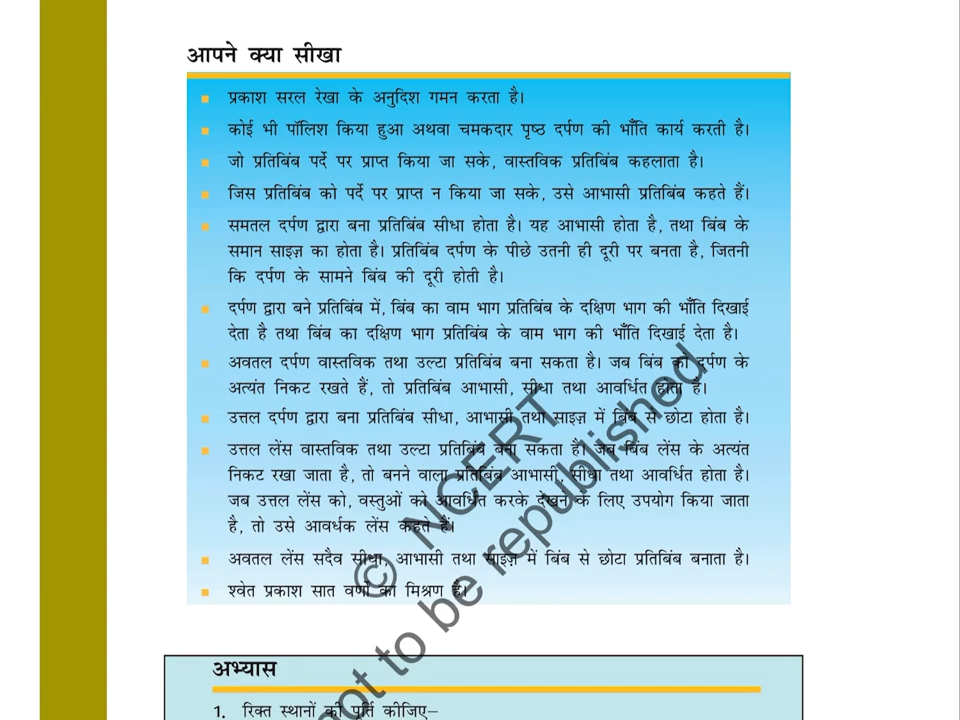 आपने क्या सीखा
▪ प्रकाश सरल रेखा के अनुदिश गमन करता है।
▪ कोई भी पॉलिश किया हुआ अथवा चमकदार पृष्ठ दर्पण की भाँति कार्य करती है।
▪ जो प्रतिबिंब पर्दे पर प्राप्त किया जा सके, वास्तविक प्रतिबिंब कहलाता है।
▪ जिस प्रतिबिंब को पर्दे पर प्राप्त न किया जा सके, उसे आभासी प्रतिबिंब कहते हैं।
▪ समतल दर्पण द्वारा बना प्रतिबिंब सीधा होता है। यह आभासी होता है, तथा बिंब के
समान साइज़ का होता है। प्रतिबिंब दर्पण के पीछे उतनी ही दूरी पर बनता है, जितनी
कि दर्पण के सामने बिंब की दूरी होती है।
▪ दर्पण द्वारा बने प्रतिबिंब में, बिंब का वाम भाग प्रतिबिंब के दक्षिण भाग की भाँति दिखाई
देता है तथा बिंब का दक्षिण भाग प्रतिबिंब के वाम भाग की भाँति दिखाई देता है।
▪ अवतल दर्पण वास्तविक तथा उल्टा प्रतिबिंब बना सकता है। जब बिंब को दर्पण के
अत्यंत निकट रखते हैं, तो प्रतिबिंब आभासी, सीधा तथा आवर्धित होता है।
▪ उत्तल दर्पण द्वारा बना प्रतिबिंब सीधा, आभासी तथा साइज़ में बिंब से छोटा होता है।
▪ उत्तल लेंस वास्तविक तथा उल्टा प्रतिबिंब बना सकता है। जब बिंब लेंस के अत्यंत
निकट रखा जाता है, तो बनने वाला प्रतिबिंब आभासी, सीधा तथा आवर्धित होता है।
जब उत्तल लेंस को, वस्तुओं को आवर्धित करके देखने के लिए उपयोग किया जाता
है, तो उसे आवर्धक लेंस कहते हैं।
▪ अवतल लेंस सदैव सीधा, आभासी तथा साइज़ में बिंब से छोटा प्रतिबिंब बनाता है।
▪ श्वेत प्रकाश सात वर्णों का मिश्रण है।
© NCERT
not to be republished
अभ्यास
1. रिक्त स्थानों की पूर्ति कीजिए–